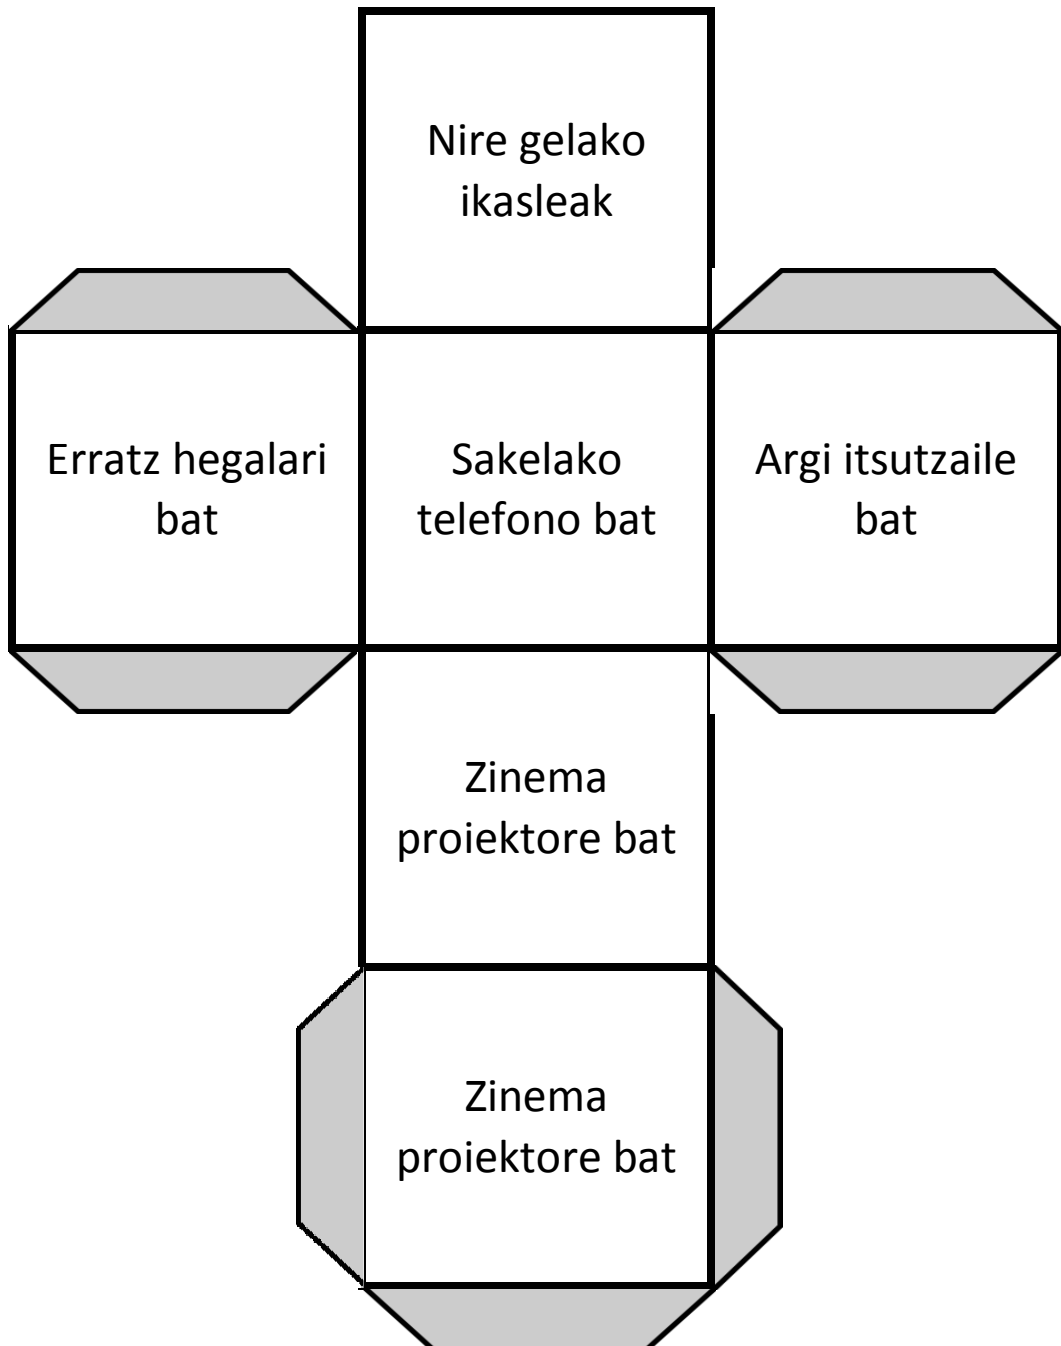 Nire gelako
ikasleak
Erratz hegalari
bat
Sakelako
telefono bat
Argi itsutzaile
bat
Zinema
proiektore bat
Zinema
proiektore bat